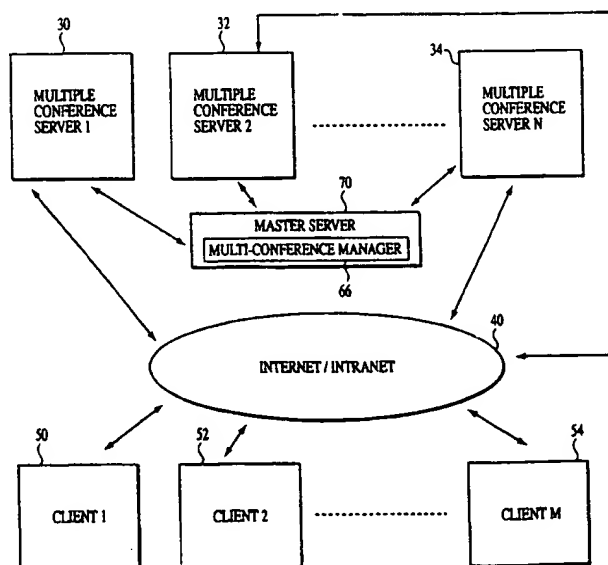 30
32
34
MULTIPLE
CONFERENCE
SERVER 1
MULTIPLE
CONFERENCE
SERVER 2
MULTIPLE
CONFERENCE
SERVER N
70
MASTER SERVER
MULTI-CONFERENCE MANAGER
66
40
INTERNET / INTRANET
50
52
54
CLIENT 1
CLIENT 2
CLIENT M